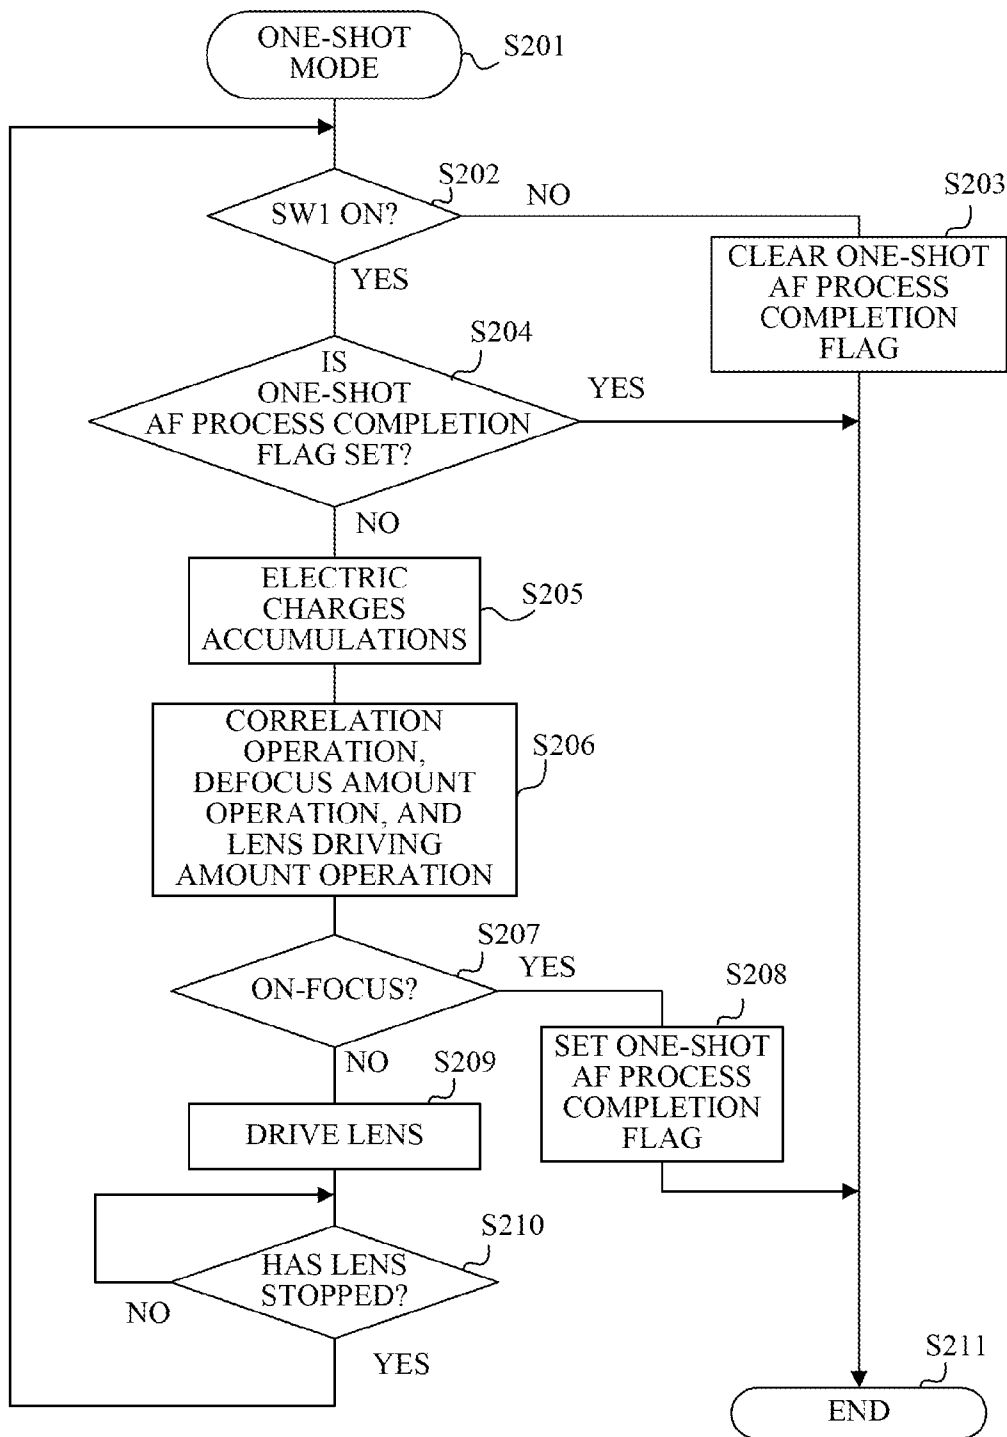 ONE-SHOT
MODE
S201
S202
SW1 ON?
NO
YES
S203
CLEAR ONE-SHOT
AF PROCESS
COMPLETION
FLAG
S204
IS
ONE-SHOT
AF PROCESS COMPLETION
FLAG SET?
YES
NO
ELECTRIC
CHARGES
ACCUMULATIONS
S205
CORRELATION
OPERATION,
DEFOCUS AMOUNT
OPERATION, AND
LENS DRIVING
AMOUNT OPERATION
S206
S207
ON-FOCUS?
YES
NO
S208
SET ONE-SHOT
AF PROCESS
COMPLETION
FLAG
S209
DRIVE LENS
S210
HAS LENS
STOPPED?
NO
YES
S211
END